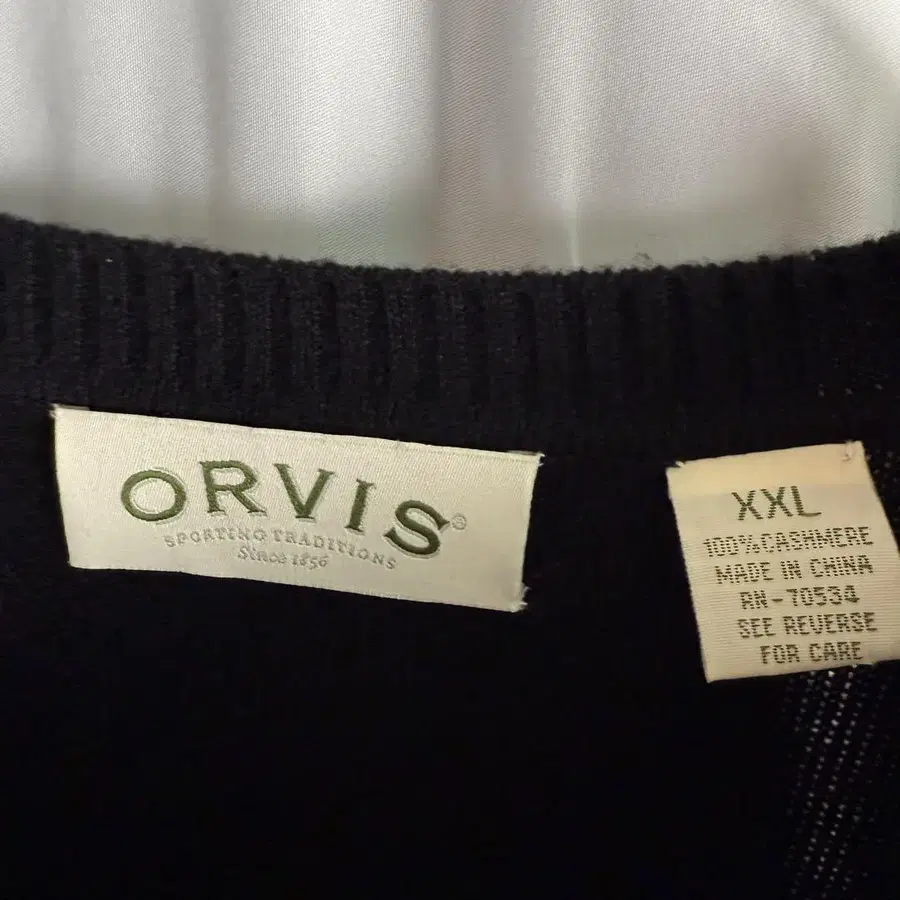 ORVIS®
SPORTING TRADITIONS
Since 1856
XXL
100% CASHMERE
MADE IN CHINA
RN-70534
SEE REVERSE
FOR CARE